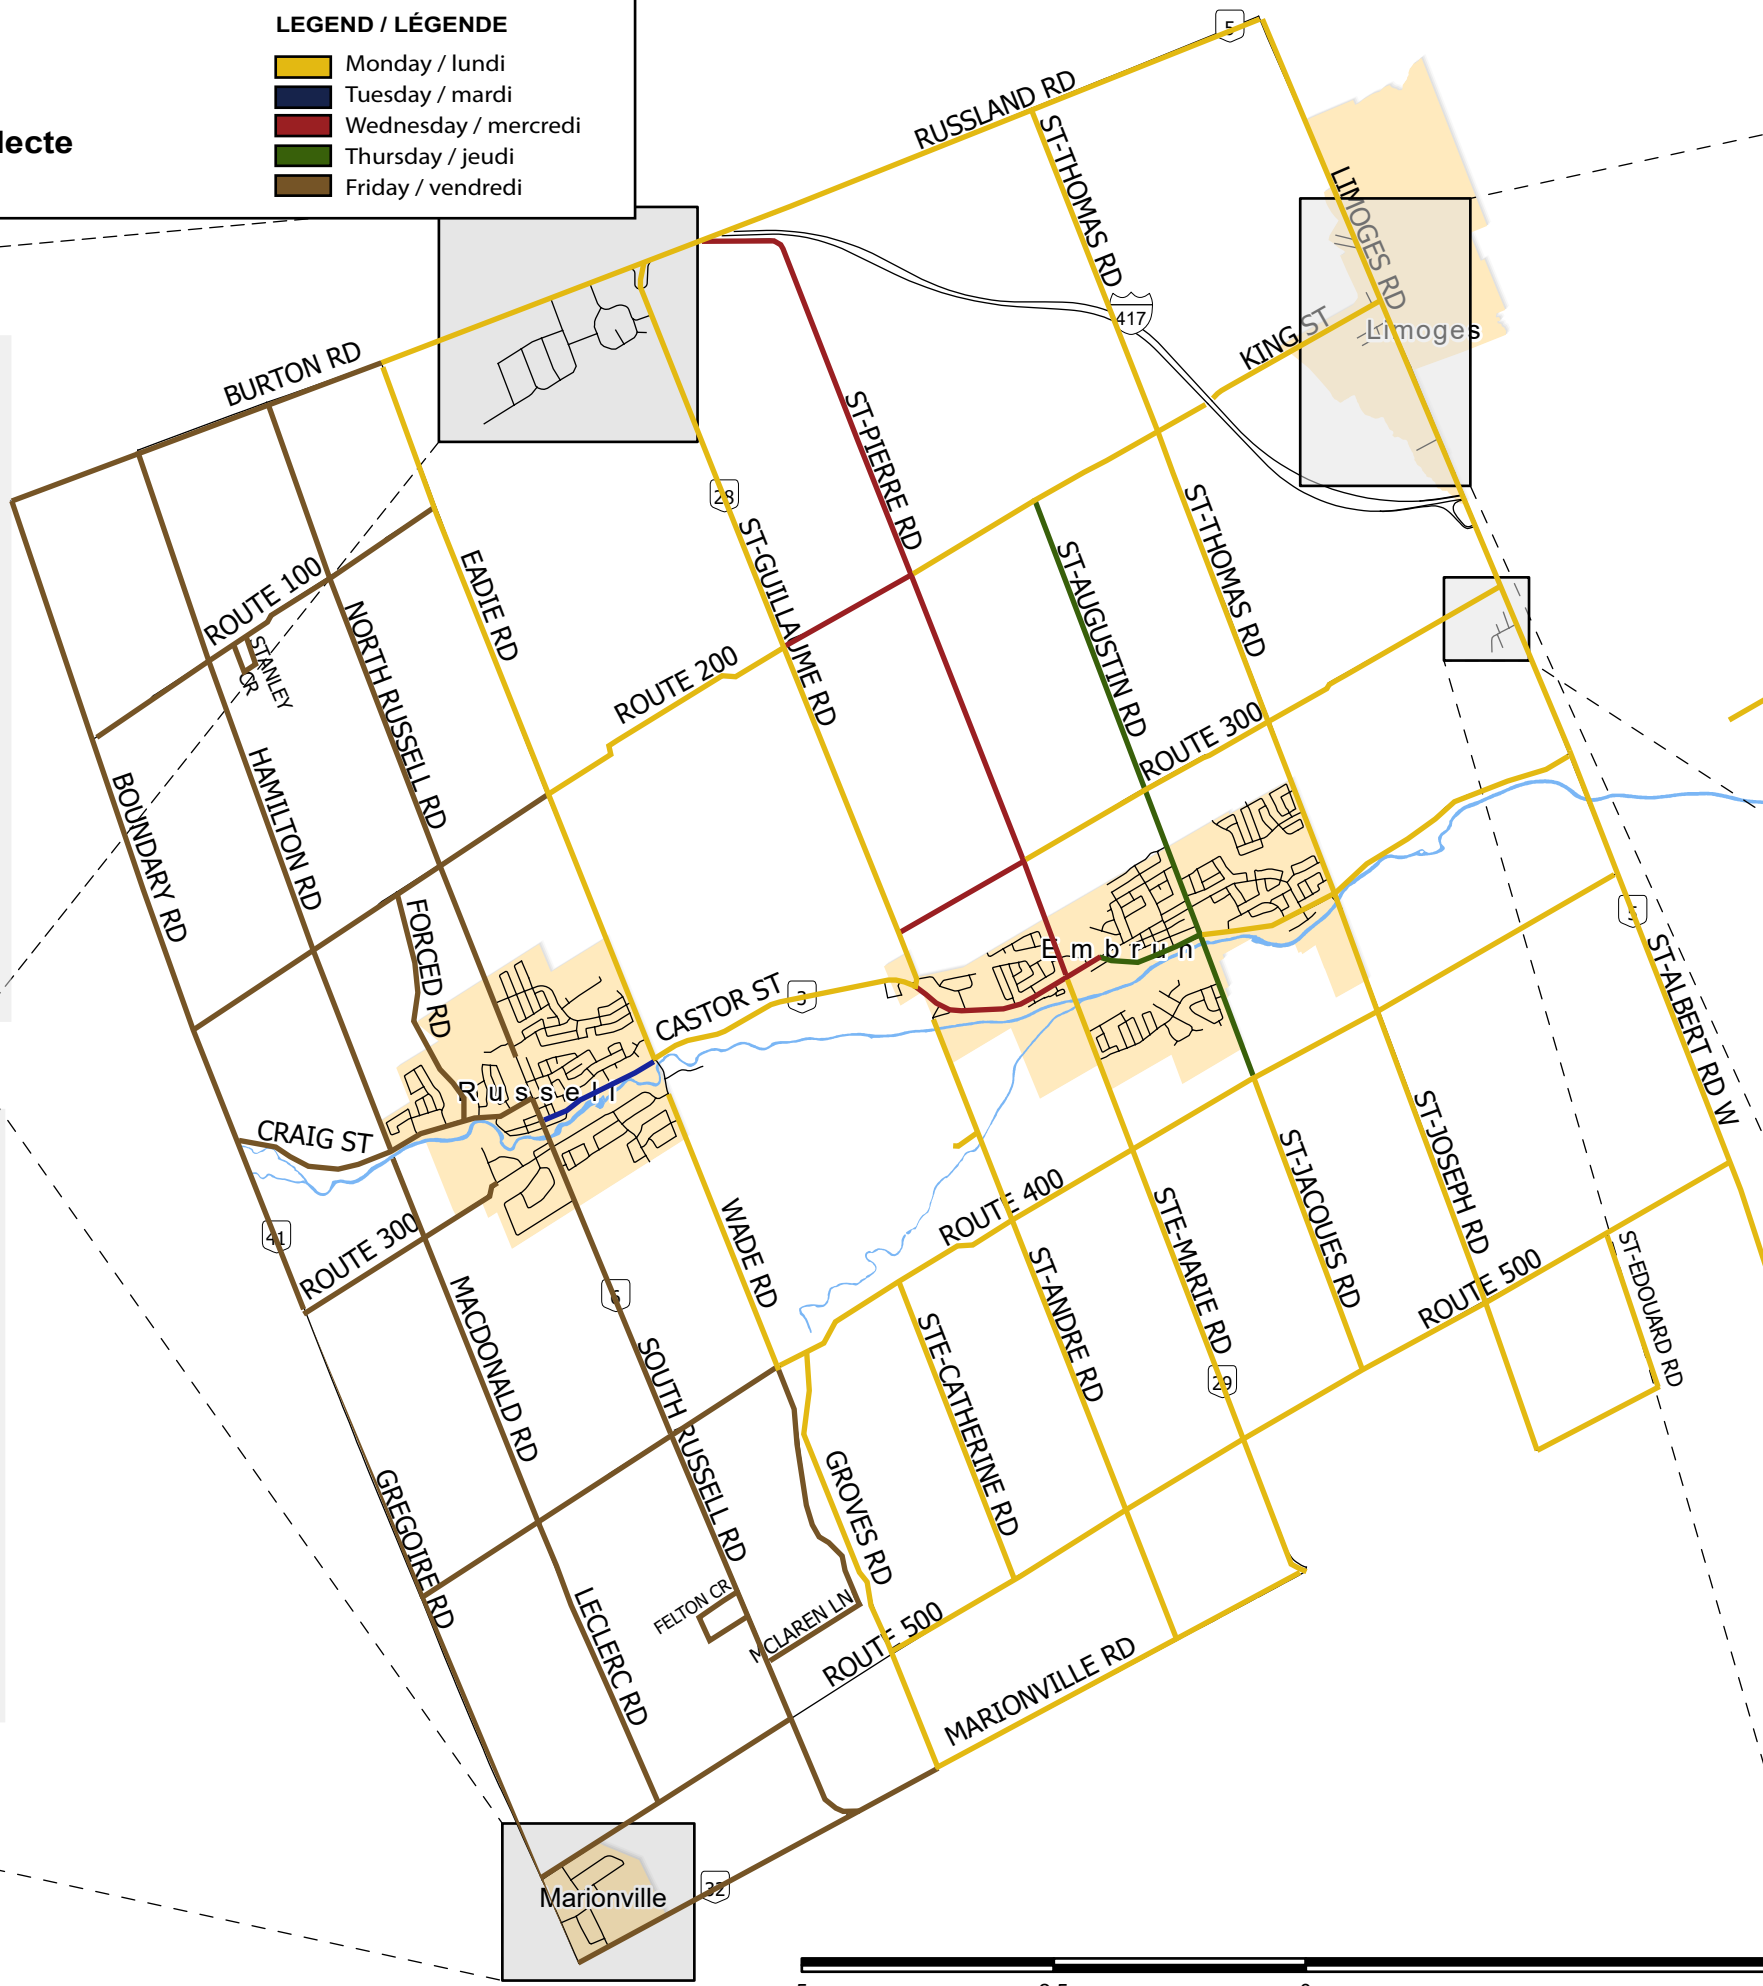 LEGEND / LÉGENDE
Monday / lundi
Tuesday / mardi
Wednesday / mercredi
Thursday / jeudi
Friday / vendredi
lecte
5
RUSSLAND RD
ST-THOMAS RD
LIMOGES RD
417
KING ST
Limoges
BURTON RD
ST-PIERRE RD
28
ST-GUILLAUME RD
ST-THOMAS RD
EADIE RD
ST-AUGUSTIN RD
ROUTE 100
STANLEY
CR
NORTH RUSSELL RD
ROUTE 200
ROUTE 300
HAMILTON RD
BOUNDARY RD
FORCED RD
5
Embrun
ST-ALBERT RD W
CASTOR ST
3
Russell
CRAIG ST
ST-JOSEPH RD
ST-JACQUES RD
ROUTE 400
STE-MARIE RD
WADE RD
41
ROUTE 300
ST-ANDRE RD
ST-EDOUARD RD
ROUTE 500
MACDONALD RD
6
STE-CATHERINE RD
29
SOUTH RUSSELL RD
GROVES RD
GREGOIRE RD
FELTON CR
MCLAREN LN
LECLERC RD
ROUTE 500
MARIONVILLE RD
Marionville
32